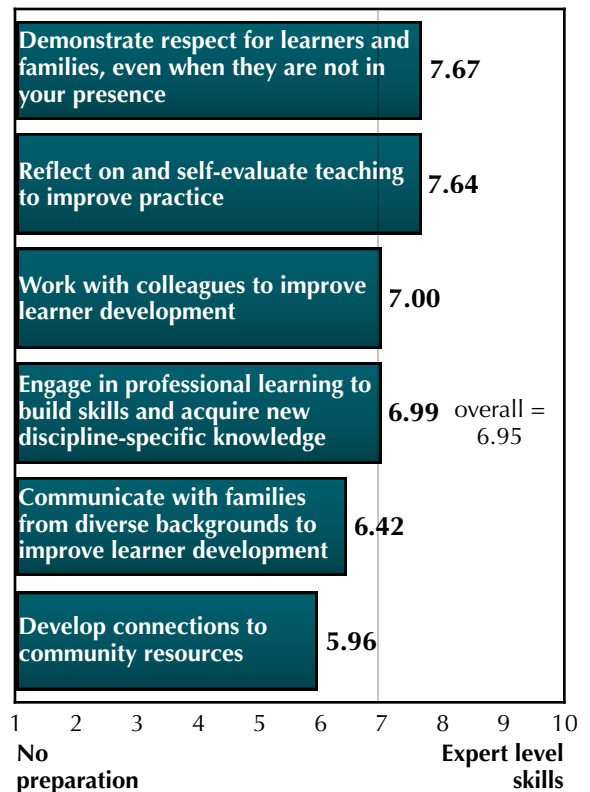 Demonstrate respect for learners and
families, even when they are not in
your presence
7.67
Reflect on and self-evaluate teaching
to improve practice
7.64
Work with colleagues to improve
learner development
7.00
Engage in professional learning to
build skills and acquire new
discipline-specific knowledge
6.99
overall =
6.95
Communicate with families
from diverse backgrounds to
improve learner development
6.42
Develop connections to
community resources
5.96
1 2 3 4 5 6 7 8 9 10
No
preparation
Expert level
skills